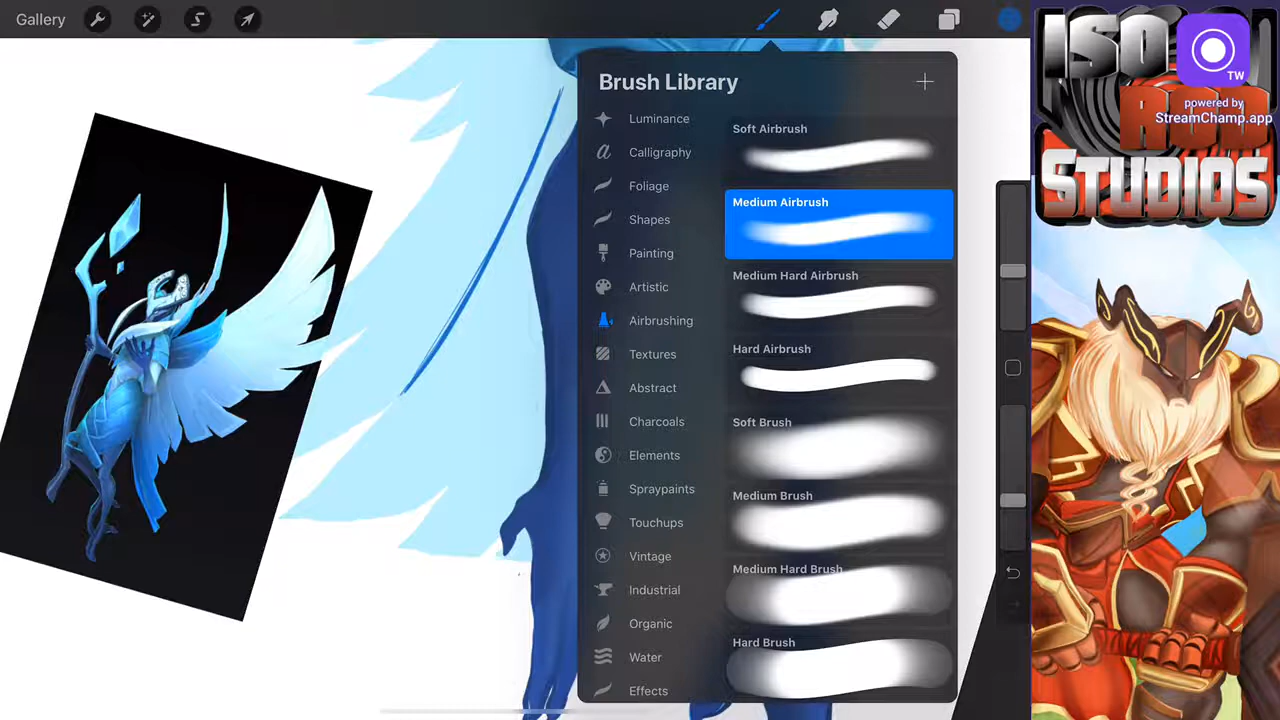 Gallery
Brush Library
Luminance
Calligraphy
Foliage
Shapes
Painting
Artistic
Airbrushing
Textures
Abstract
Charcoals
Elements
Spraypaints
Touchups
Vintage
Industrial
Organic
Water
Effects
Soft Airbrush
Medium Airbrush
Medium Hard Airbrush
Hard Airbrush
Soft Brush
Medium Brush
Medium Hard Brush
Hard Brush
ISO
ROD
STUDIOS
TW
powered by
StreamChamp.app